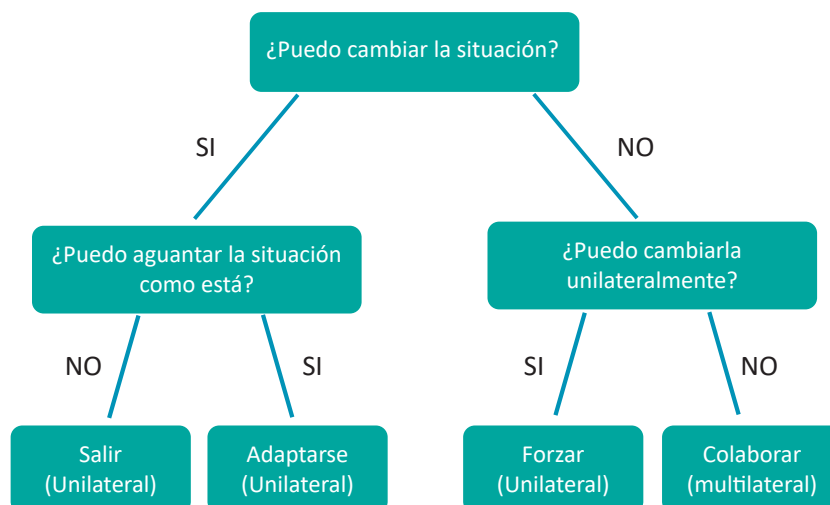 ¿Puedo cambiar la situación?
SI
NO
¿Puedo aguantar la situación
como está?
¿Puedo cambiarla
unilateralmente?
NO
SI
SI
NO
Salir
(Unilateral)
Adaptarse
(Unilateral)
Forzar
(Unilateral)
Colaborar
(multilateral)